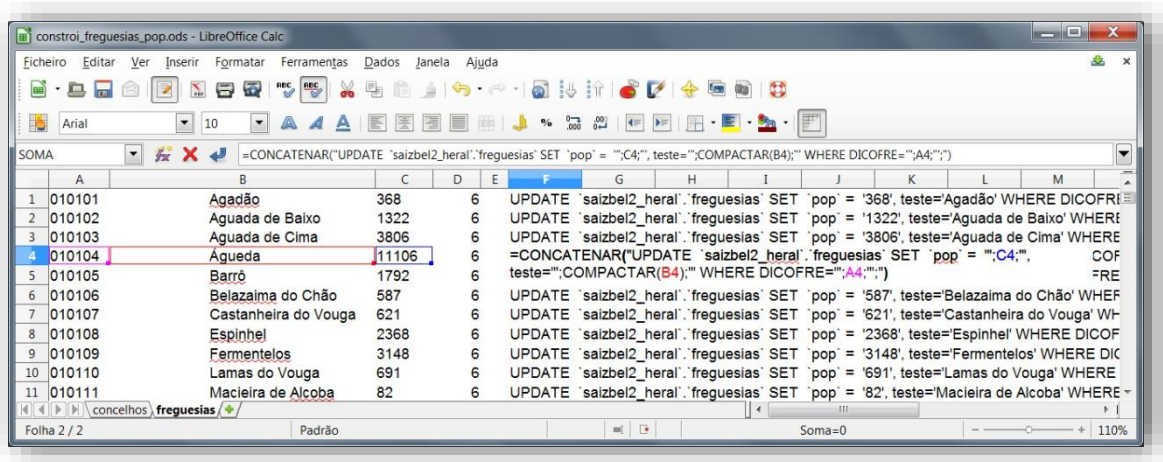 constroi_freguesias_pop.ods - LibreOffice Calc
Ficheiro Editar Ver Inserir Formatar Ferramentas Dados Janela Ajuda
Arial 10
SOMA =CONCATENAR("UPDATE `saizbel2_heral`.`freguesias` SET `pop` = '";C4;"', teste='";COMPACTAR(B4);"' WHERE DICOFRE='";A4;"';")
A B C D E F G H I J K L M
1 010101 Agadão 368 6 UPDATE `saizbel2_heral`.`freguesias` SET `pop` = '368', teste='Agadão' WHERE DICOFRE
2 010102 Aguada de Baixo 1322 6 UPDATE `saizbel2_heral`.`freguesias` SET `pop` = '1322', teste='Aguada de Baixo' WHERE
3 010103 Aguada de Cima 3806 6 UPDATE `saizbel2_heral`.`freguesias` SET `pop` = '3806', teste='Aguada de Cima' WHERE
4 010104 Águeda 11106 6 =CONCATENAR("UPDATE `saizbel2_heral`.`freguesias` SET `pop` = '";C4;"', COF
5 010105 Barrô 1792 6 teste='";COMPACTAR(B4);"' WHERE DICOFRE='";A4;"';") FRE
6 010106 Belazaima do Chão 587 6 UPDATE `saizbel2_heral`.`freguesias` SET `pop` = '587', teste='Belazaima do Chão' WHER
7 010107 Castanheira do Vouga 621 6 UPDATE `saizbel2_heral`.`freguesias` SET `pop` = '621', teste='Castanheira do Vouga' WH
8 010108 Espinhel 2368 6 UPDATE `saizbel2_heral`.`freguesias` SET `pop` = '2368', teste='Espinhel' WHERE DICOF
9 010109 Fermentelos 3148 6 UPDATE `saizbel2_heral`.`freguesias` SET `pop` = '3148', teste='Fermentelos' WHERE DIC
10 010110 Lamas do Vouga 691 6 UPDATE `saizbel2_heral`.`freguesias` SET `pop` = '691', teste='Lamas do Vouga' WHERE
11 010111 Macieira de Alcoba 82 6 UPDATE `saizbel2_heral`.`freguesias` SET `pop` = '82', teste='Macieira de Alcoba' WHERE
concelhos freguesias
Folha 2 / 2 Padrão Soma=0 110%